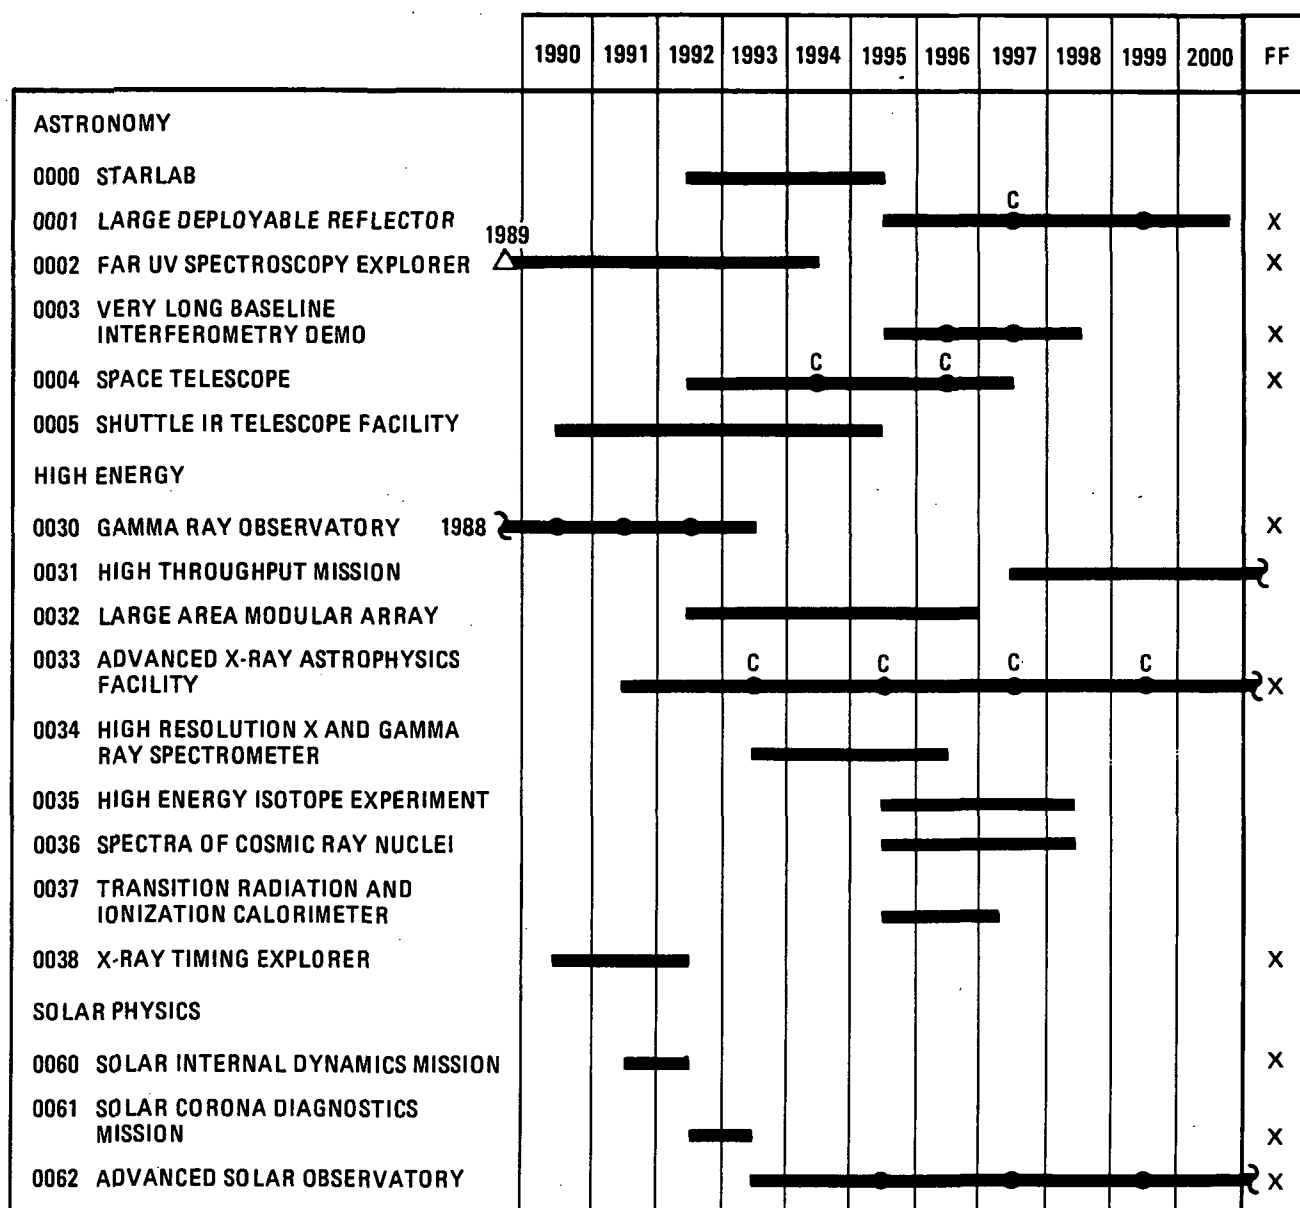 1990 1991 1992 1993 1994 1995 1996 1997 1998 1999 2000 FF
ASTRONOMY
0000 STARLAB
C
0001 LARGE DEPLOYABLE REFLECTOR X
1989
0002 FAR UV SPECTROSCOPY EXPLORER X
0003 VERY LONG BASELINE
INTERFEROMETRY DEMO X
C C
0004 SPACE TELESCOPE X
0005 SHUTTLE IR TELESCOPE FACILITY
HIGH ENERGY
0030 GAMMA RAY OBSERVATORY 1988 X
0031 HIGH THROUGHPUT MISSION
0032 LARGE AREA MODULAR ARRAY
0033 ADVANCED X-RAY ASTROPHYSICS C C C C
FACILITY X
0034 HIGH RESOLUTION X AND GAMMA
RAY SPECTROMETER
0035 HIGH ENERGY ISOTOPE EXPERIMENT
0036 SPECTRA OF COSMIC RAY NUCLEI
0037 TRANSITION RADIATION AND
IONIZATION CALORIMETER
0038 X-RAY TIMING EXPLORER X
SOLAR PHYSICS
0060 SOLAR INTERNAL DYNAMICS MISSION X
0061 SOLAR CORONA DIAGNOSTICS
MISSION X
0062 ADVANCED SOLAR OBSERVATORY X